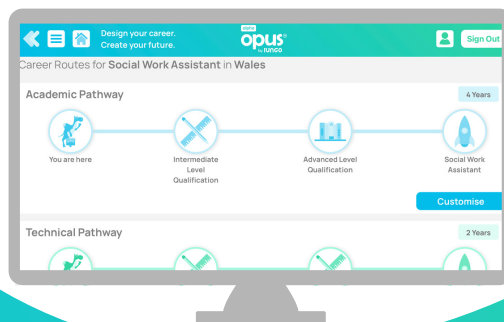 Design your career.
Create your future.
alpha
opus®
by RUNGO
Sign Out
Career Routes for Social Work Assistant in Wales
Academic Pathway
4 Years
You are here
Intermediate
Level
Qualification
Advanced Level
Qualification
Social Work
Assistant
Customise
Technical Pathway
2 Years